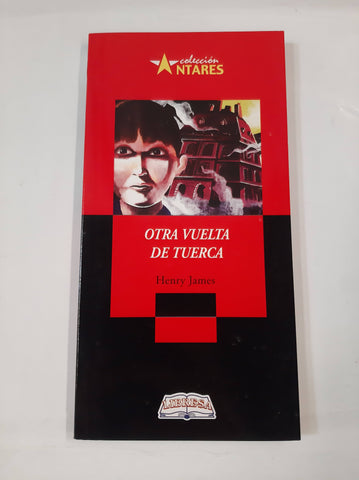 colección
ANTARES
OTRA VUELTA
DE TUERCA
Henry James
LIBRESA